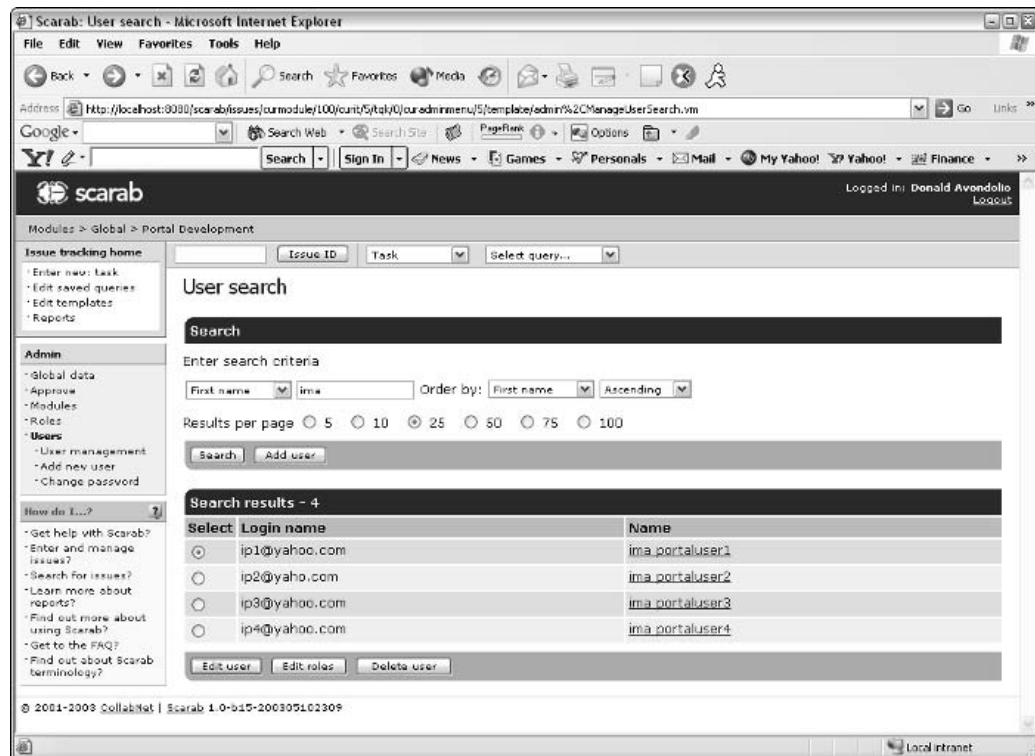 Scarab: User search - Microsoft Internet Explorer
File Edit View Favorites Tools Help
Back Search Favorites Media
Address http://localhost:8080/scarab/issues/curmodule/100/curit/5/tqk/0/curadminmenu/5/template/admin%2CManageUserSearch.vm Go Links »
Google Search Web Search Site PageRank Options
Y! Search Sign In News Games Personals Mail My Yahoo! Yahoo! Finance »
scarab
Logged in: Donald Avondolio
Logout
Modules > Global > Portal Development
Issue tracking home
Enter new: task
Edit saved queries
Edit templates
Reports
Admin
Global data
Approve
Modules
Roles
Users
User management
Add new user
Change password
How do I...? ?
Get help with Scarab?
Enter and manage
issues?
Search for issues?
Learn more about
reports?
Find out more about
using Scarab?
Get to the FAQ?
Find out about Scarab
terminology?
Issue ID Task Select query...
User search
Search
Enter search criteria
First name ima Order by: First name Ascending
Results per page 5 10 25 50 75 100
Search Add user
Search results - 4
Select Login name Name
ip1@yahoo.com ima portaluser1
ip2@yaho.com ima portaluser2
ip3@yahoo.com ima portaluser3
ip4@yahoo.com ima portaluser4
Edit user Edit roles Delete user
© 2001-2003 CollabNet | Scarab 1.0-b15-200305102309
Local intranet